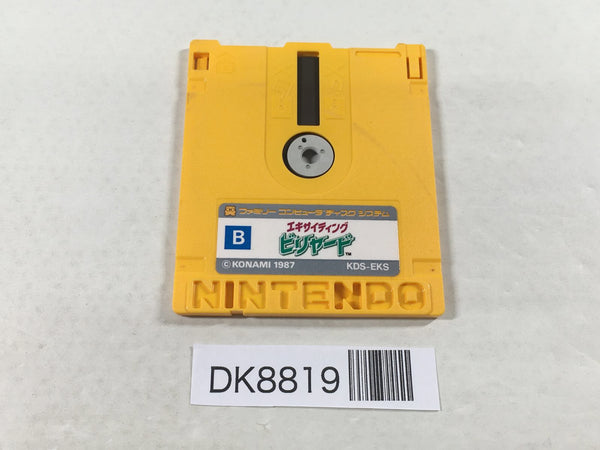 ファミリー コンピュータ ディスク システム
B
エキサイティング
ビリヤード™
© KONAMI 1987 KDS-EKS
NINTENDO
DK8819